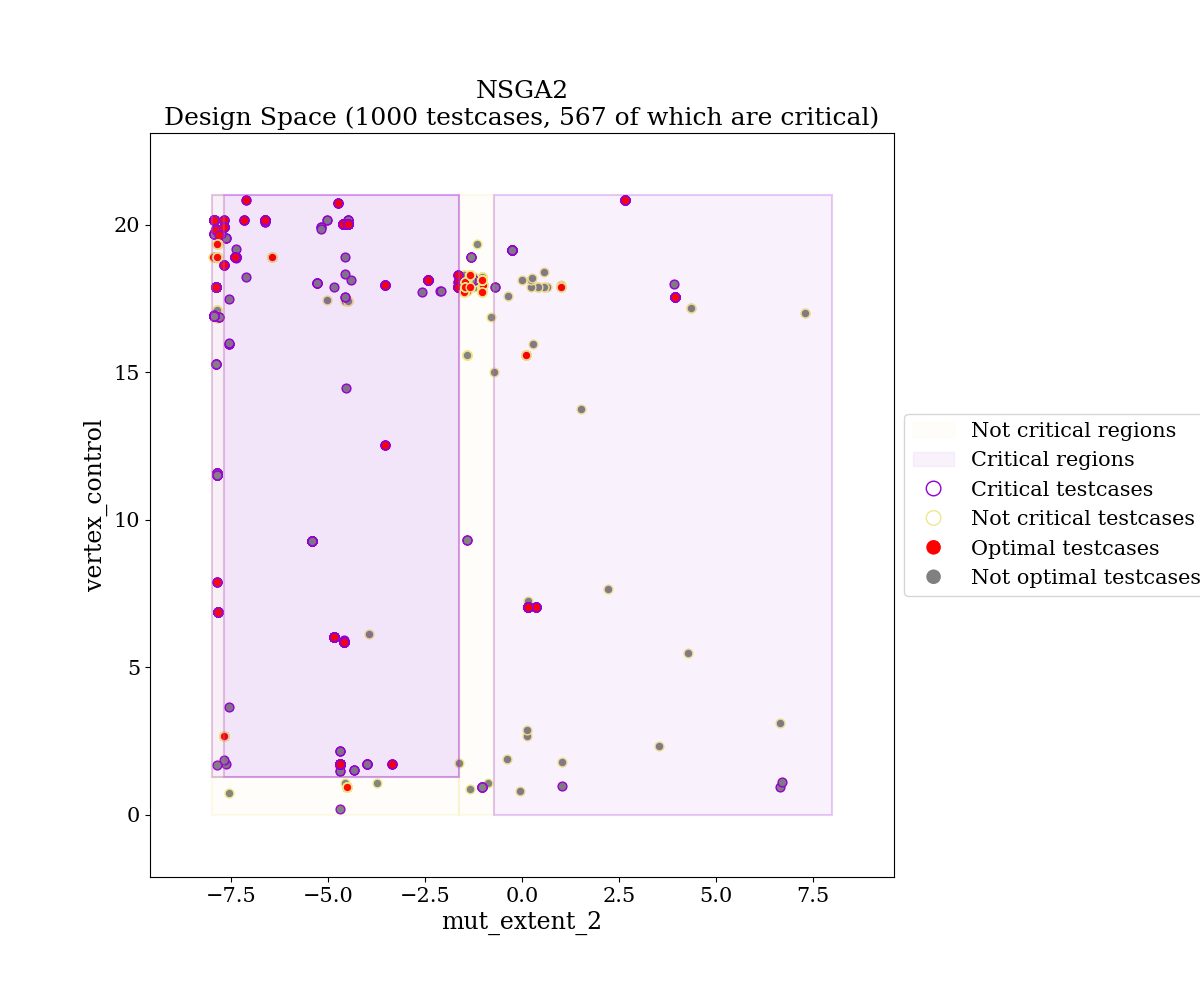 NSGA2
Design Space (1000 testcases, 567 of which are critical)
vertex_control
20
15
10
5
0
−7.5
−5.0
−2.5
0.0
2.5
5.0
7.5
mut_extent_2
Not critical regions
Critical regions
Critical testcases
Not critical testcases
Optimal testcases
Not optimal testcases